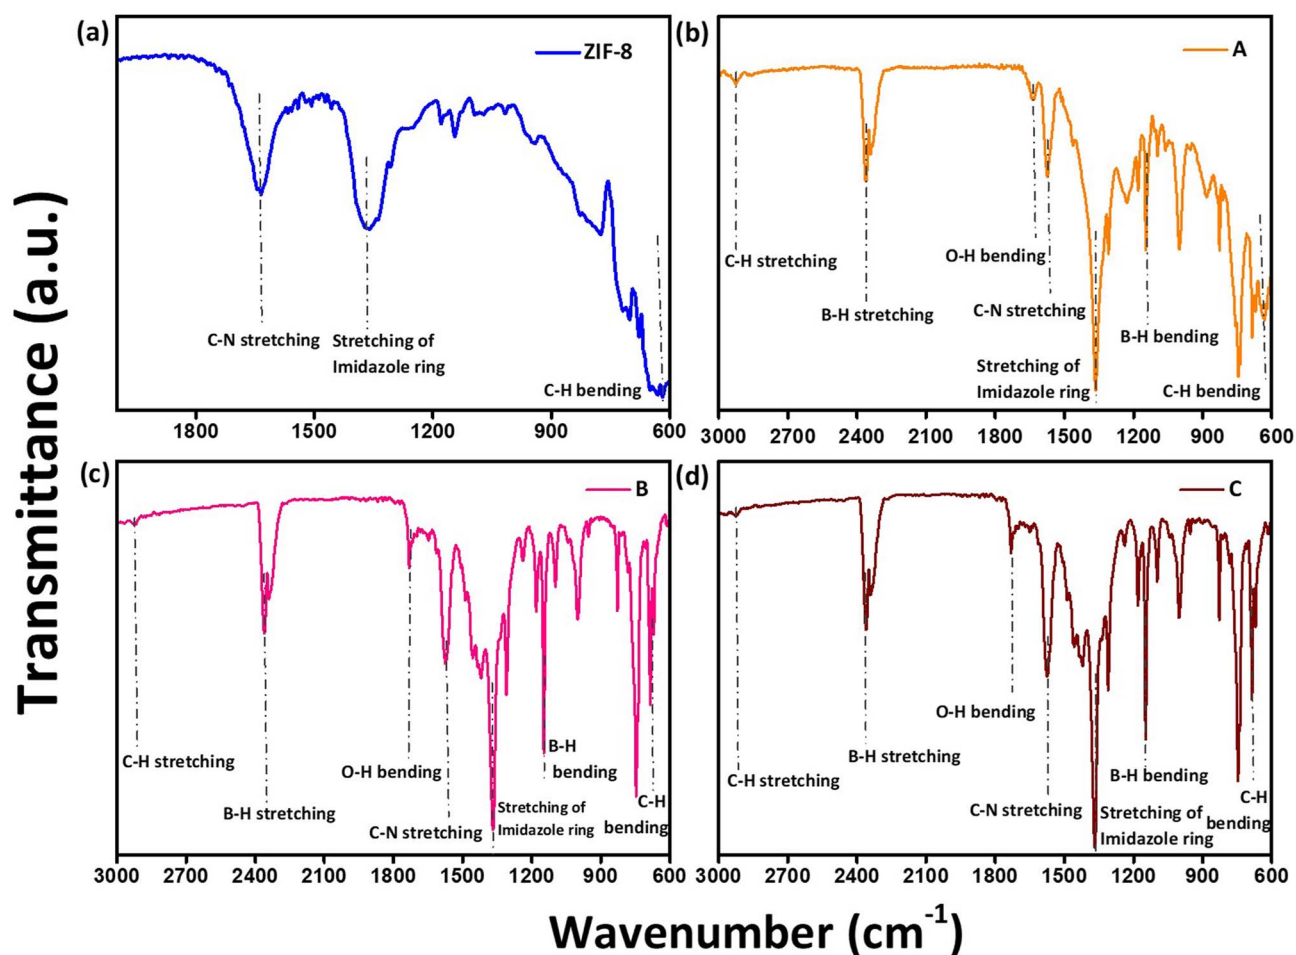 Transmittance (a.u.)
(a)
ZIF-8
C-N stretching
Stretching of
Imidazole ring
C-H bending
1800 1500 1200 900 600
(b)
A
C-H stretching
B-H stretching
O-H bending
C-N stretching
Stretching of
Imidazole ring
B-H bending
C-H bending
3000 2700 2400 2100 1800 1500 1200 900 600
(c)
B
C-H stretching
B-H stretching
O-H bending
C-N stretching
Stretching of
Imidazole ring
B-H
bending
C-H
bending
3000 2700 2400 2100 1800 1500 1200 900 600
(d)
C
C-H stretching
B-H stretching
O-H bending
C-N stretching
Stretching of
Imidazole ring
B-H bending
C-H
bending
3000 2700 2400 2100 1800 1500 1200 900 600
Wavenumber (cm⁻¹)